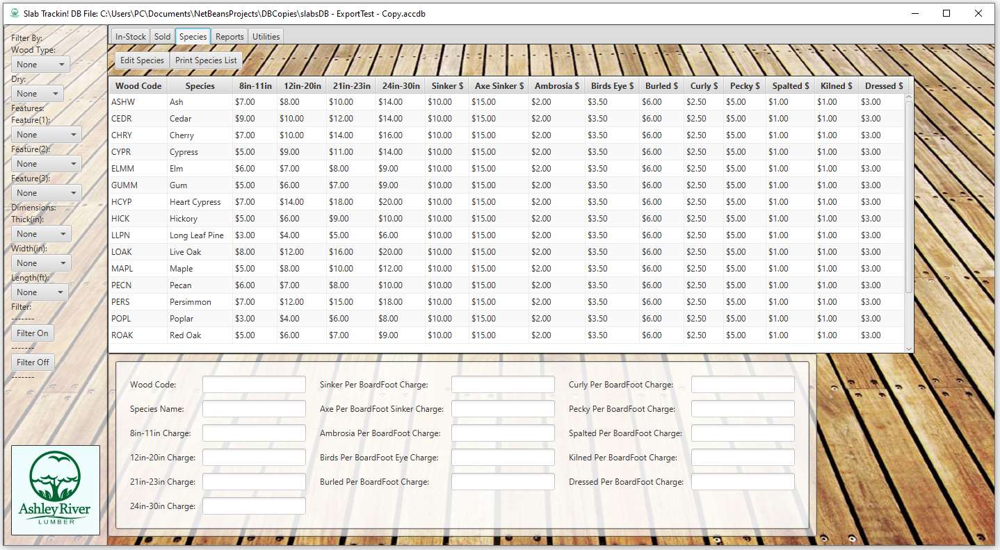 Slab Trackin! DB File: C:\Users\PC\Documents\NetBeansProjects\DBCopies\slabsDB - ExportTest - Copy.accdb
Filter By:
Wood Type:
None
Dry:
None
Features:
Feature(1):
None
Feature(2):
None
Feature(3):
None
Dimensions:
Thick(in):
None
Width(in):
None
Length(ft):
None
Filter:
-------
Filter On
-------
Filter Off
-------
Ashley River
LUMBER
In-Stock Sold Species Reports Utilities
Edit Species Print Species List
Wood Code Species 8in-11in 12in-20in 21in-23in 24in-30in Sinker $ Axe Sinker $ Ambrosia $ Birds Eye $ Burled $ Curly $ Pecky $ Spalted $ Kilned $ Dressed $
ASHW Ash $7.00 $8.00 $10.00 $14.00 $10.00 $15.00 $2.00 $3.50 $6.00 $2.50 $5.00 $1.00 $1.00 $3.00
CEDR Cedar $9.00 $10.00 $12.00 $14.00 $10.00 $15.00 $2.00 $3.50 $6.00 $2.50 $5.00 $1.00 $1.00 $3.00
CHRY Cherry $7.00 $10.00 $14.00 $16.00 $10.00 $15.00 $2.00 $3.50 $6.00 $2.50 $5.00 $1.00 $1.00 $3.00
CYPR Cypress $5.00 $9.00 $11.00 $14.00 $10.00 $15.00 $2.00 $3.50 $6.00 $2.50 $5.00 $1.00 $1.00 $3.00
ELMM Elm $6.00 $7.00 $8.00 $9.00 $10.00 $15.00 $2.00 $3.50 $6.00 $2.50 $5.00 $1.00 $1.00 $3.00
GUMM Gum $5.00 $6.00 $7.00 $9.00 $10.00 $15.00 $2.00 $3.50 $6.00 $2.50 $5.00 $1.00 $1.00 $3.00
HCYP Heart Cypress $7.00 $14.00 $18.00 $20.00 $10.00 $15.00 $2.00 $3.50 $6.00 $2.50 $5.00 $1.00 $1.00 $3.00
HICK Hickory $5.00 $6.00 $9.00 $10.00 $10.00 $15.00 $2.00 $3.50 $6.00 $2.50 $5.00 $1.00 $1.00 $3.00
LLPN Long Leaf Pine $3.00 $4.00 $5.00 $6.00 $10.00 $15.00 $2.00 $3.50 $6.00 $2.50 $5.00 $1.00 $1.00 $3.00
LOAK Live Oak $8.00 $12.00 $16.00 $20.00 $10.00 $15.00 $2.00 $3.50 $6.00 $2.50 $5.00 $1.00 $1.00 $3.00
MAPL Maple $5.00 $8.00 $10.00 $12.00 $10.00 $15.00 $2.00 $3.50 $6.00 $2.50 $5.00 $1.00 $1.00 $3.00
PECN Pecan $6.00 $7.00 $8.00 $10.00 $10.00 $15.00 $2.00 $3.50 $6.00 $2.50 $5.00 $1.00 $1.00 $3.00
PERS Persimmon $7.00 $12.00 $15.00 $18.00 $10.00 $15.00 $2.00 $3.50 $6.00 $2.50 $5.00 $1.00 $1.00 $3.00
POPL Poplar $3.00 $4.00 $6.00 $8.00 $10.00 $15.00 $2.00 $3.50 $6.00 $2.50 $5.00 $1.00 $1.00 $3.00
ROAK Red Oak $5.00 $6.00 $7.00 $9.00 $10.00 $15.00 $2.00 $3.50 $6.00 $2.50 $5.00 $1.00 $1.00 $3.00
Wood Code: Sinker Per BoardFoot Charge: Curly Per BoardFoot Charge:
Species Name: Axe Per BoardFoot Sinker Charge: Pecky Per BoardFoot Charge:
8in-11in Charge: Ambrosia Per BoardFoot Charge: Spalted Per BoardFoot Charge:
12in-20in Charge: Birds Per BoardFoot Eye Charge: Kilned Per BoardFoot Charge:
21in-23in Charge: Burled Per BoardFoot Charge: Dressed Per BoardFoot Charge:
24in-30in Charge: